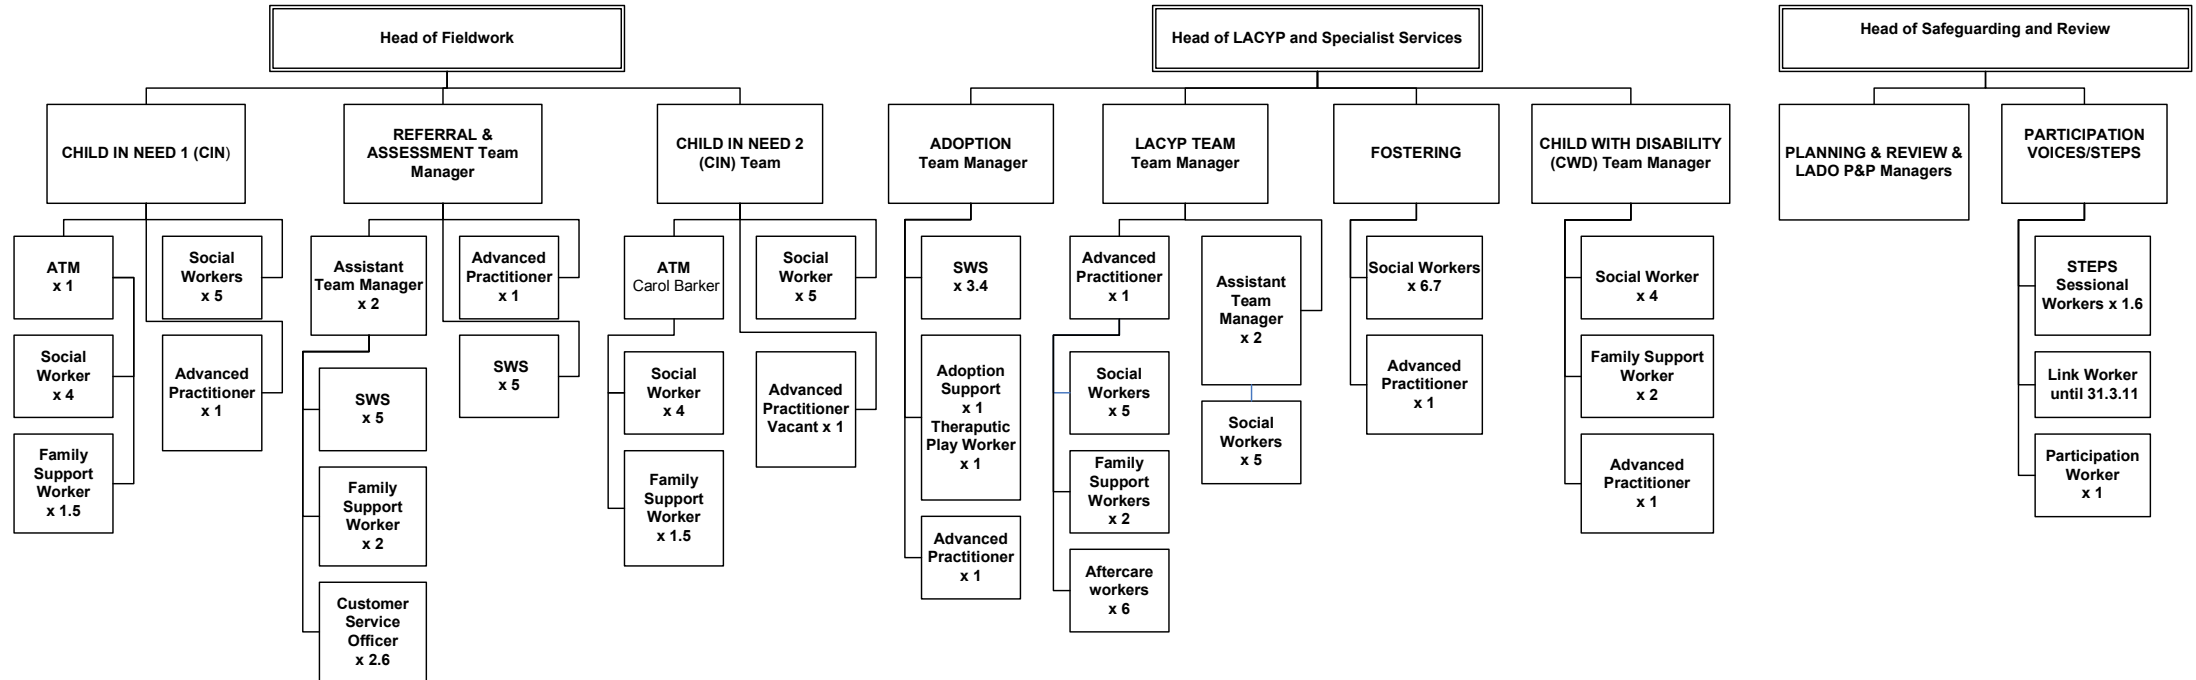 Head of Fieldwork
Head of LACYP and Specialist Services
Head of Safeguarding and Review
CHILD IN NEED 1 (CIN)
REFERRAL &
ASSESSMENT Team
Manager
CHILD IN NEED 2
(CIN) Team
ADOPTION
Team Manager
LACYP TEAM
Team Manager
FOSTERING
CHILD WITH DISABILITY
(CWD) Team Manager
PLANNING & REVIEW &
LADO P&P Managers
PARTICIPATION
VOICES/STEPS
ATM
x 1
Social
Workers
x 5
Social
Worker
x 4
Advanced
Practitioner
x 1
Family
Support
Worker
x 1.5
Assistant
Team Manager
x 2
Advanced
Practitioner
x 1
SWS
x 5
SWS
x 5
Family
Support
Worker
x 2
Customer
Service
Officer
x 2.6
ATM
Carol Barker
Social
Worker
x 5
Social
Worker
x 4
Advanced
Practitioner
Vacant x 1
Family
Support
Worker
x 1.5
SWS
x 3.4
Adoption
Support
x 1
Theraputic
Play Worker
x 1
Advanced
Practitioner
x 1
Advanced
Practitioner
x 1
Assistant
Team
Manager
x 2
Social
Workers
x 5
Social
Workers
x 5
Family
Support
Workers
x 2
Aftercare
workers
x 6
Social Workers
x 6.7
Advanced
Practitioner
x 1
Social Worker
x 4
Family Support
Worker
x 2
Advanced
Practitioner
x 1
STEPS
Sessional
Workers x 1.6
Link Worker
until 31.3.11
Participation
Worker
x 1